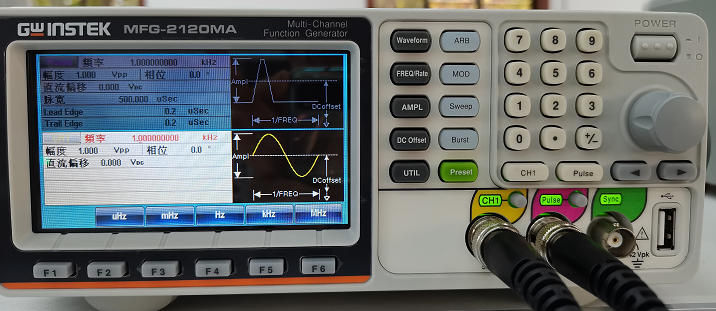 GW INSTEK MFG-2120MA Multi-Channel Function Generator
頻率 1.000000000 kHz
幅度 1.000 Vpp 相位 0.0 °
直流偏移 0.000 VDC
脉宽 500.000 uSec
Lead Edge 0.2 uSec
Trail Edge 0.2 uSec
Ampl
DCoffset
1/FREQ
頻率 1.000000000 kHz
幅度 1.000 Vpp 相位 0.0 °
直流偏移 0.000 VDC
Ampl
DCoffset
1/FREQ
uHz mHz Hz kHz MHz
F1 F2 F3 F4 F5 F6
Waveform ARB
FREQ/Rate MOD
AMPL Sweep
DC Offset Burst
UTIL Preset
POWER
7 8 9
4 5 6
1 2 3
0 • +/-
CH1 Pulse
CH1 Pulse Sync
Vpk